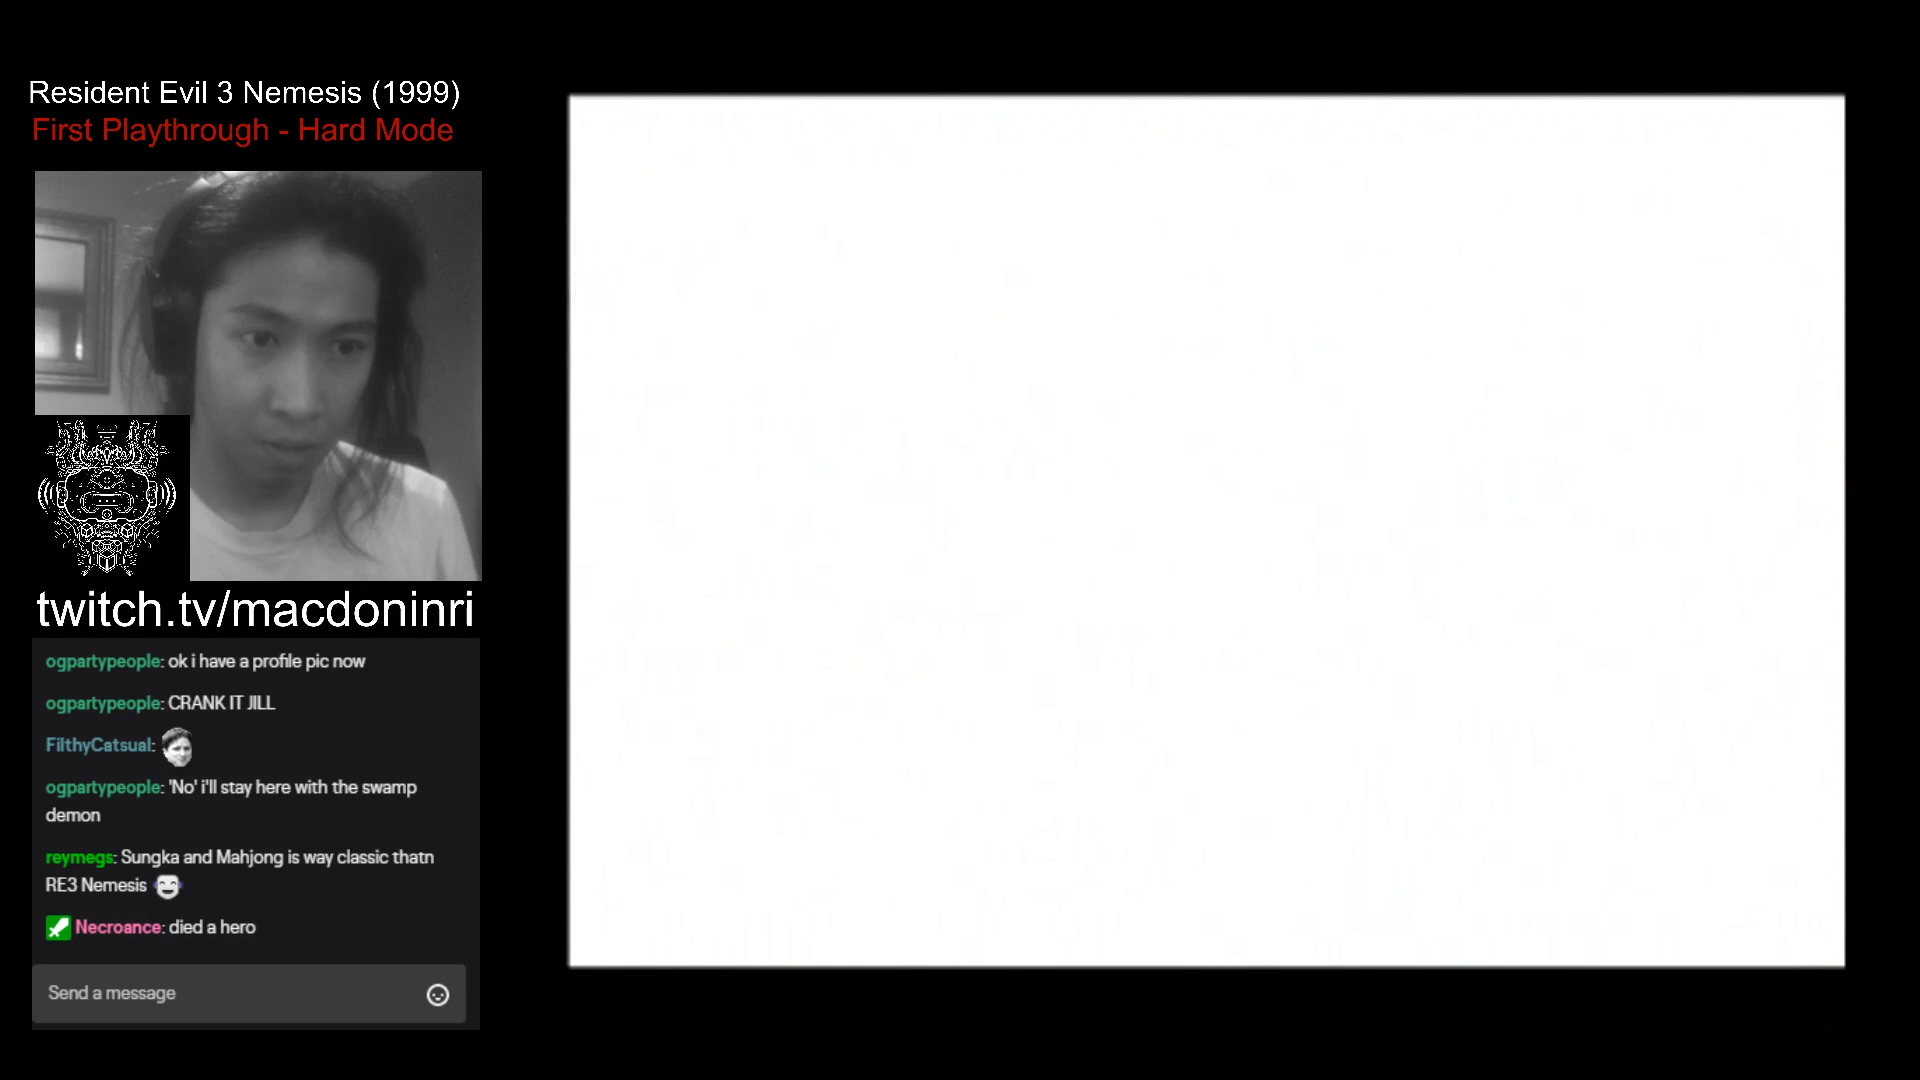 Resident Evil 3 Nemesis (1999)
First Playthrough - Hard Mode
twitch.tv/macdoninri
ogpartypeople: ok i have a profile pic now
ogpartypeople: CRANK IT JILL
FilthyCatsual:
ogpartypeople: 'No' i'll stay here with the swamp
demon
reymegs: Sungka and Mahjong is way classic thatn
RE3 Nemesis
Necroance: died a hero
Send a message